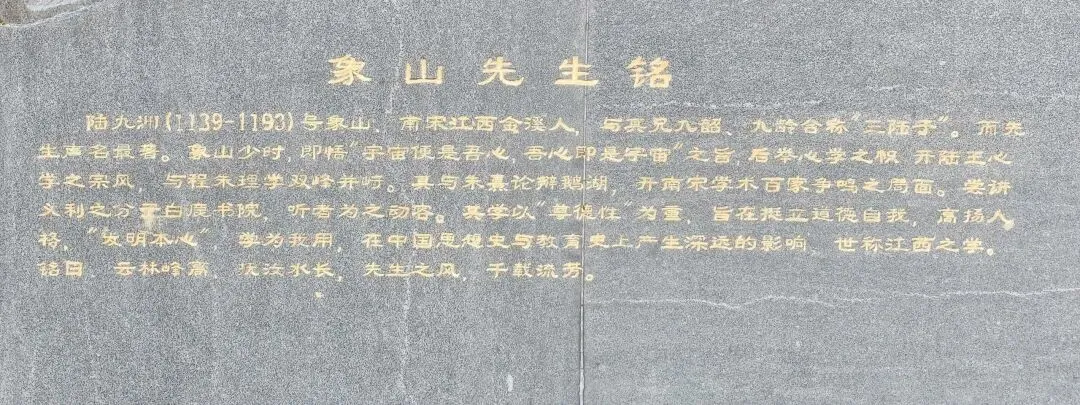 象山先生铭
陆九渊(1139-1193)号象山，南宋江西金溪人，与其兄九韶、九龄合称“三陆子”。而先
生声名最著。象山少时，即悟“宇宙便是吾心，吾心即是宇宙”之旨，后举心学之帜，开陆王心
学之宗风，与程朱理学双峰并峙。其与朱熹论辩鹅湖，开南宋学术百家争鸣之局面。尝讲
义利之分于白鹿书院，听者为之动容。其学以“尊德性”为重，旨在挺立道德自我，高扬人
格，“发明本心”，学为我用，在中国思想史与教育史上产生深远的影响，世称江西之学。
铭曰，云林峰高，抚汝水长，先生之风，千载流芳。